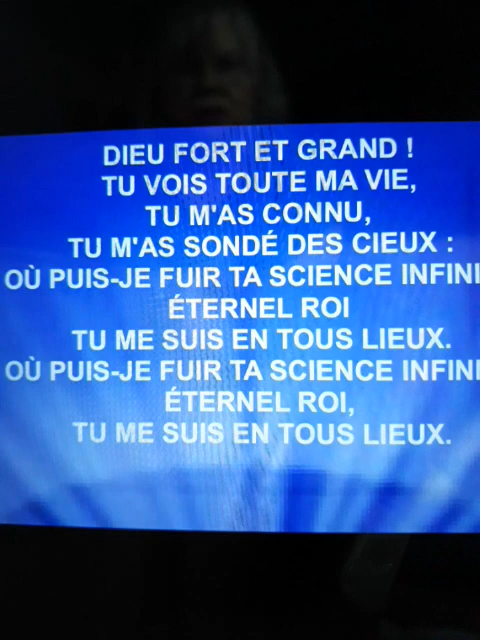 DIEU FORT ET GRAND !
TU VOIS TOUTE MA VIE,
TU M'AS CONNU,
TU M'AS SONDÉ DES CIEUX :
OÙ PUIS-JE FUIR TA SCIENCE INFINI
ÉTERNEL ROI
TU ME SUIS EN TOUS LIEUX.
OÙ PUIS-JE FUIR TA SCIENCE INFINI
ÉTERNEL ROI,
TU ME SUIS EN TOUS LIEUX.